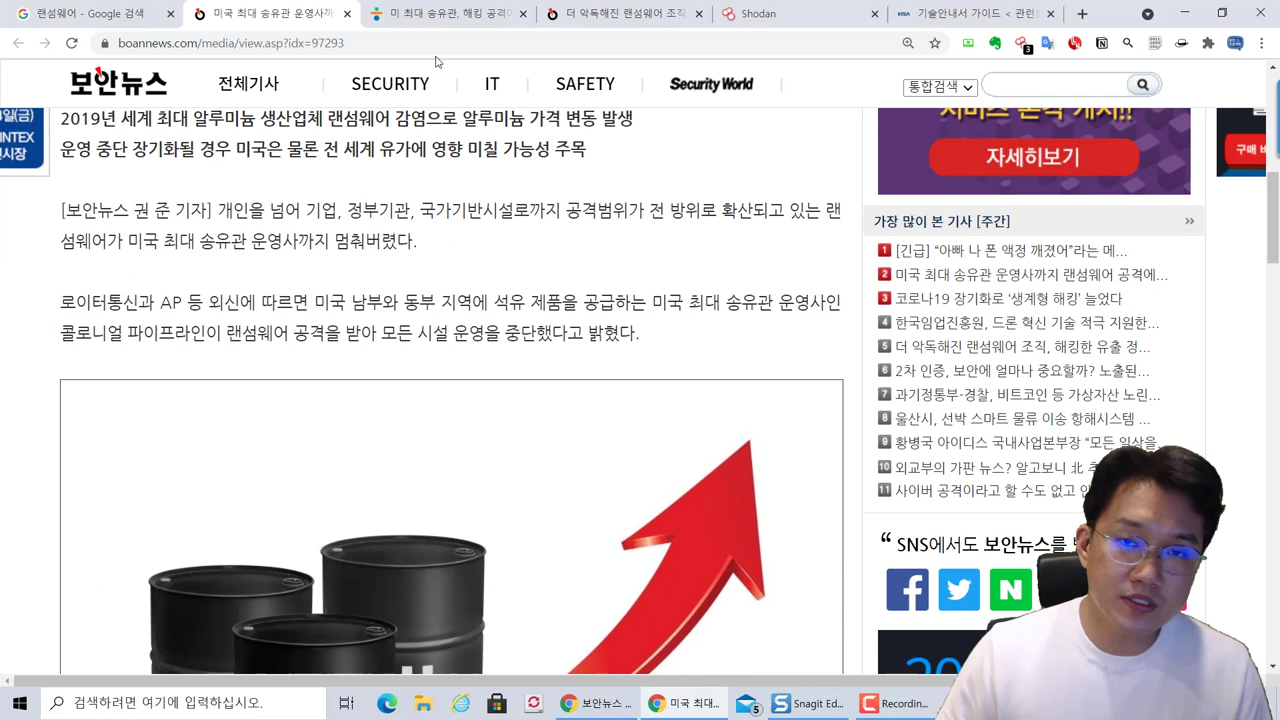 랜섬웨어 - Google 검색
미국 최대 송유관 운영사까
미 최대 송유관, 해킹 공격에
더 악독해진 랜섬웨어 조직
Shodan
KISA 기술안내서 가이드 < 관련
boannews.com/media/view.asp?idx=97293
3
보안뉴스
전체기사
SECURITY
IT
SAFETY
Security World
통합검색
4일(금)
INTEX
전시장
2019년 세계 최대 알루미늄 생산업체 랜섬웨어 감염으로 알루미늄 가격 변동 발생
운영 중단 장기화될 경우 미국은 물론 전 세계 유가에 영향 미칠 가능성 주목
[보안뉴스 권 준 기자] 개인을 넘어 기업, 정부기관, 국가기반시설로까지 공격범위가 전 방위로 확산되고 있는 랜
섬웨어가 미국 최대 송유관 운영사까지 멈춰버렸다.
로이터통신과 AP 등 외신에 따르면 미국 남부와 동부 지역에 석유 제품을 공급하는 미국 최대 송유관 운영사인
콜로니얼 파이프라인이 랜섬웨어 공격을 받아 모든 시설 운영을 중단했다고 밝혔다.
서비스 본격 개시!!
자세히보기
구매
가장 많이 본 기사 [주간]
1 [긴급] “아빠 나 폰 액정 깨졌어”라는 메...
2 미국 최대 송유관 운영사까지 랜섬웨어 공격에...
3 코로나19 장기화로 ‘생계형 해킹’ 늘었다
4 한국임업진흥원, 드론 혁신 기술 적극 지원한...
5 더 악독해진 랜섬웨어 조직, 해킹한 유출 정...
6 2차 인증, 보안에 얼마나 중요할까? 노출된...
7 과기정통부-경찰, 비트코인 등 가상자산 노린...
8 울산시, 선박 스마트 물류 이송 항해시스템 ...
9 황병국 아이디스 국내사업본부장 “모든 일상을
10 외교부의 가판 뉴스? 알고보니 北
11 사이버 공격이라고 할 수도 없고
“ SNS에서도 보안뉴스를
20
검색하려면 여기에 입력하십시오.
보안뉴스 ...
미국 최대...
5
Snagit Ed...
Recordin...